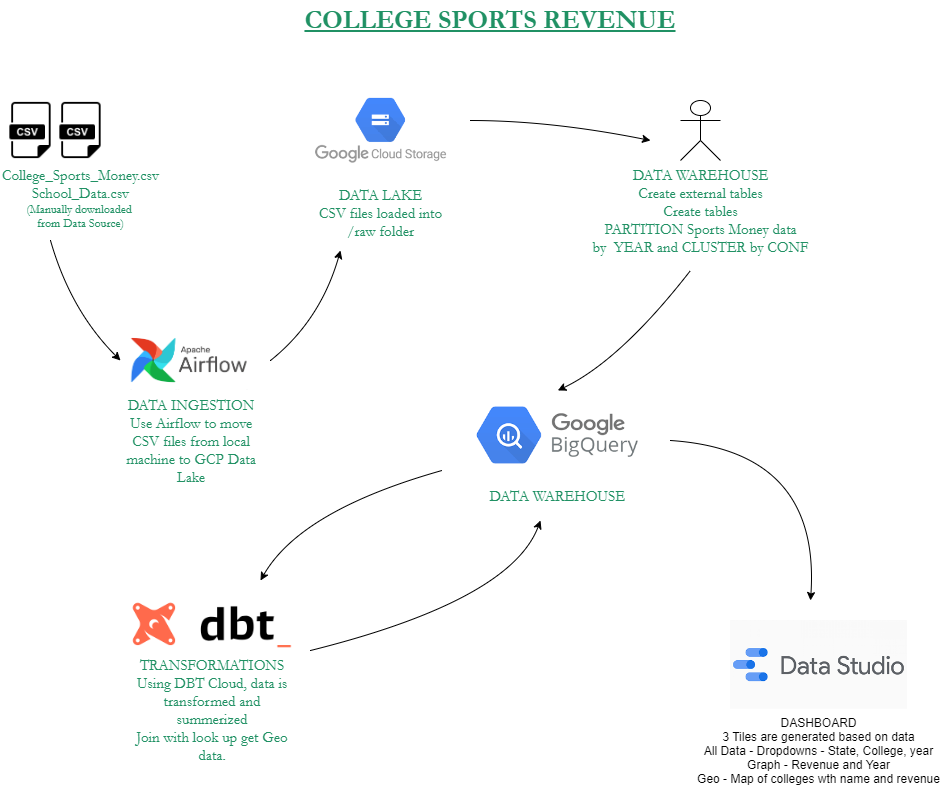 COLLEGE SPORTS REVENUE
CSV
CSV
College_Sports_Money.csv
School_Data.csv
(Manually downloaded
from Data Source)
Google Cloud Storage
DATA LAKE
CSV files loaded into
/raw folder
DATA WAREHOUSE
Create external tables
Create tables
PARTITION Sports Money data
by YEAR and CLUSTER by CONF
Apache
Airflow
DATA INGESTION
Use Airflow to move
CSV files from local
machine to GCP Data
Lake
Google
BigQuery
DATA WAREHOUSE
dbt_
TRANSFORMATIONS
Using DBT Cloud, data is
transformed and
summerized
Join with look up get Geo
data.
Data Studio
DASHBOARD
3 Tiles are generated based on data
All Data - Dropdowns - State, College, year
Graph - Revenue and Year
Geo - Map of colleges wth name and revenue